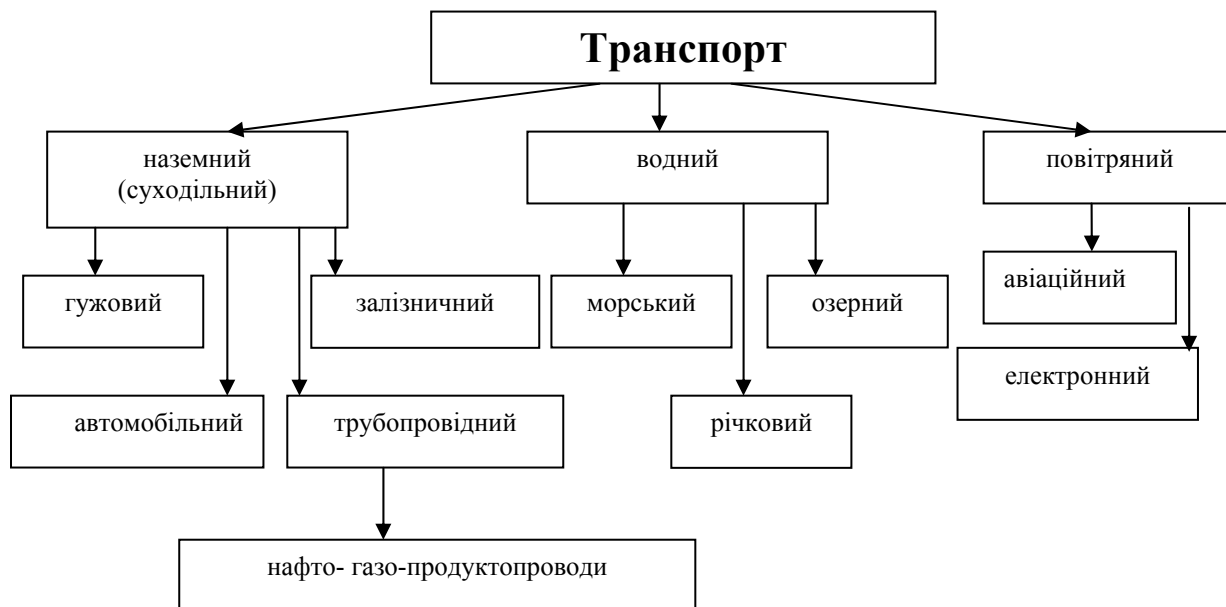 Транспорт
наземний
(суходільний)
водний
повітряний
гужовий
залізничний
морський
озерний
авіаційний
електронний
автомобільний
трубопровідний
річковий
нафто- газо-продуктопроводи